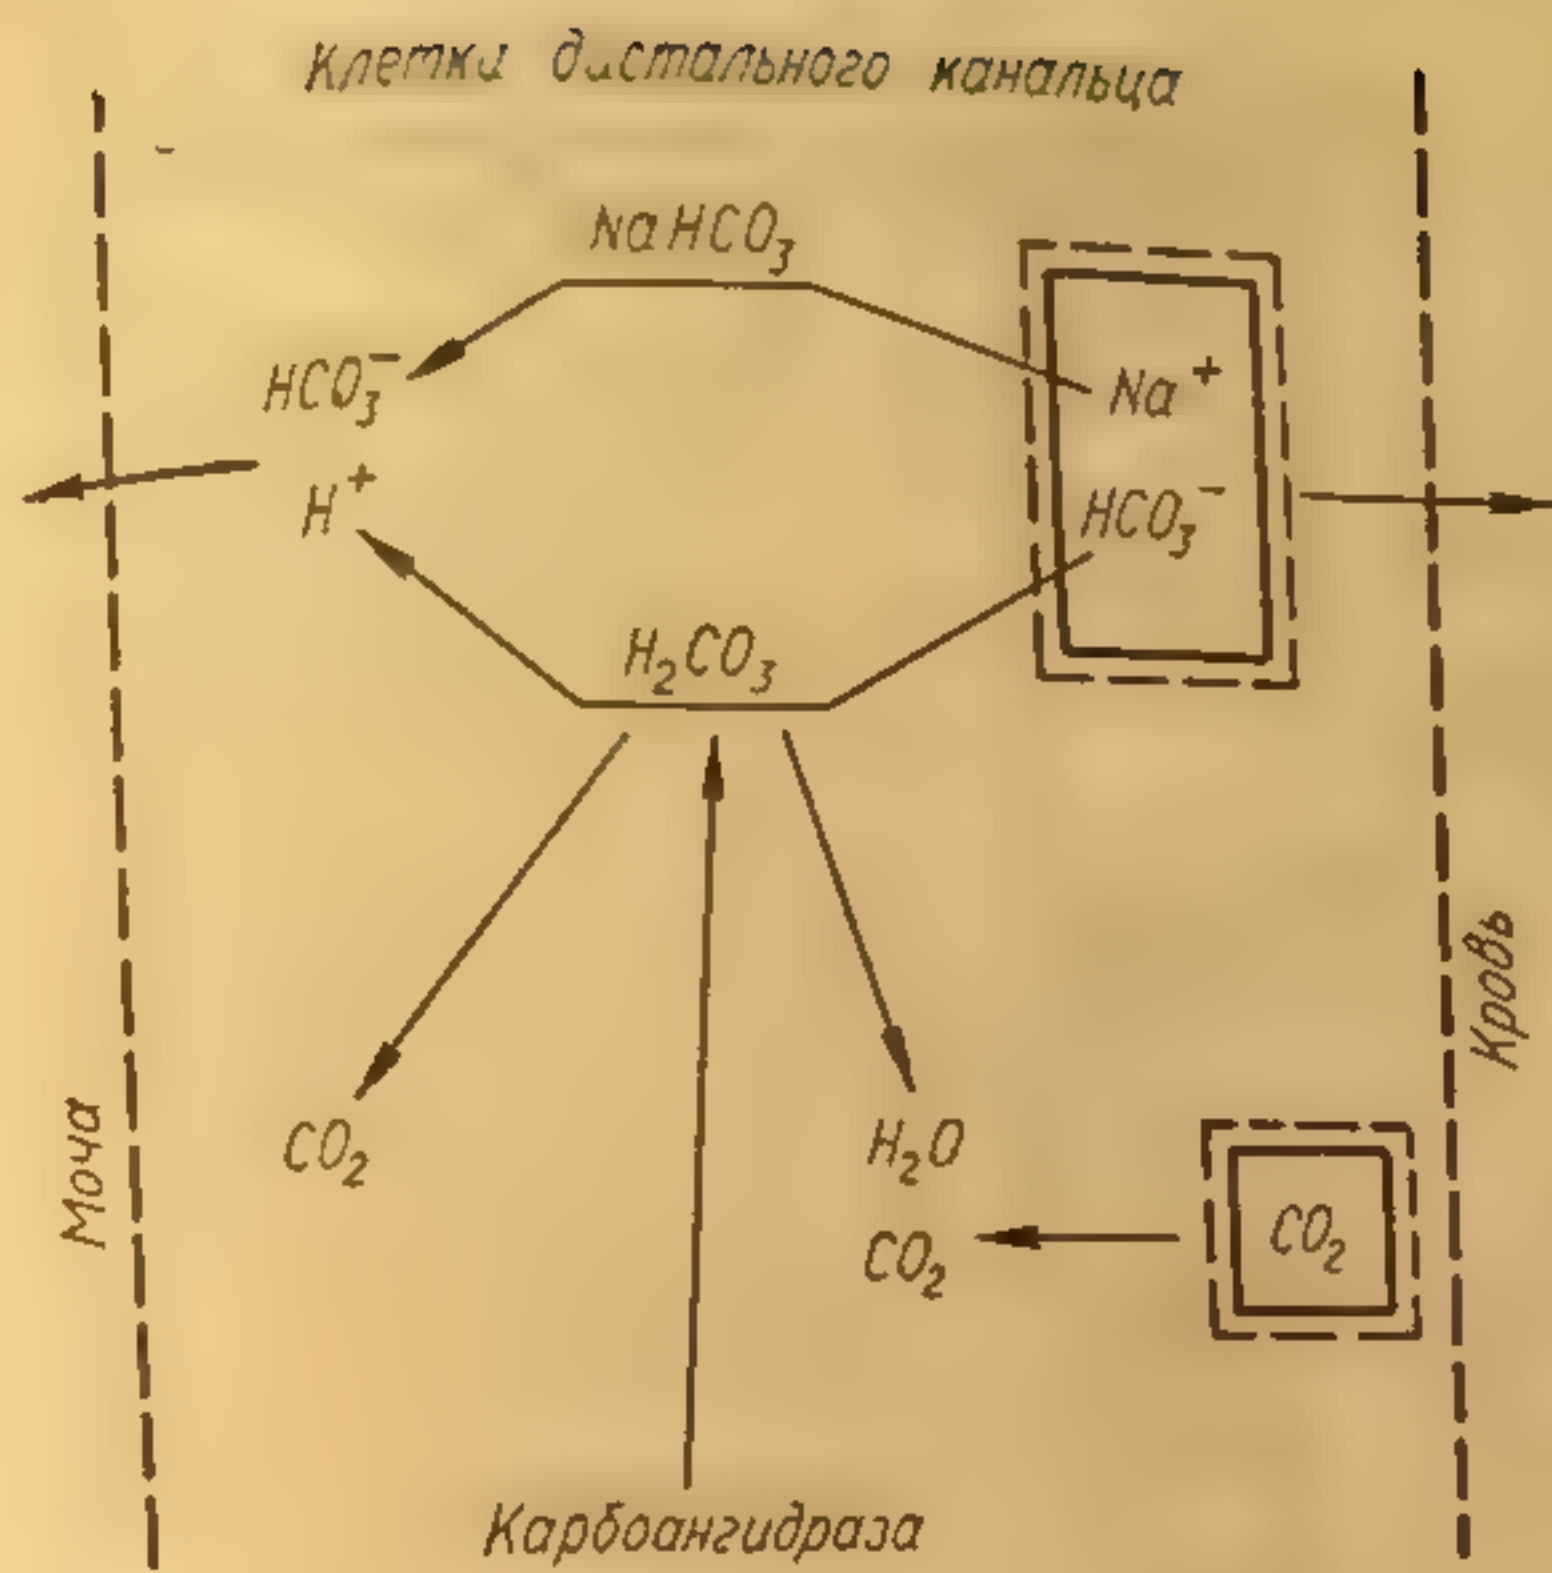 Клетки дистального канальца
NaHCO₃
HCO₃⁻
Na⁺
H⁺
HCO₃⁻
H₂CO₃
CO₂
H₂O
CO₂
CO₂
Моча
Кровь
Карбоангидраза